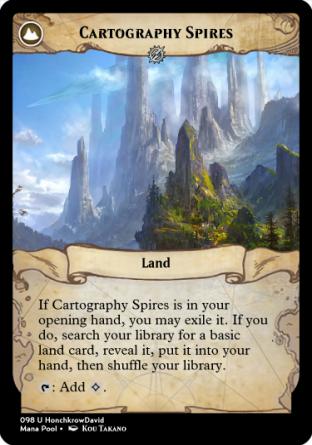 CARTOGRAPHY SPIRES
Land
If Cartography Spires is in your
opening hand, you may exile it. If you
do, search your library for a basic
land card, reveal it, put it into your
hand, then shuffle your library.
: Add .
098 U HonchkrowDavid
Mana Pool • KOU TAKANO